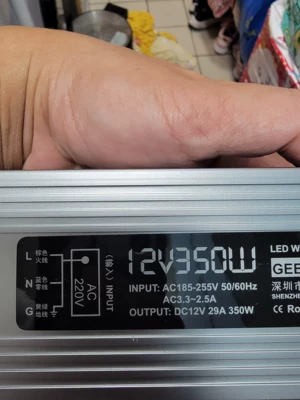 L 棕色
火线
N 蓝色
零线
G 黄绿
地线
AC
220V
(输入) INPUT
12V350W
INPUT: AC185-255V 50/60Hz
AC3.3~2.5A
OUTPUT: DC12V 29A 350W
LED W
GEE
深圳市
SHENZHE
CE Ro